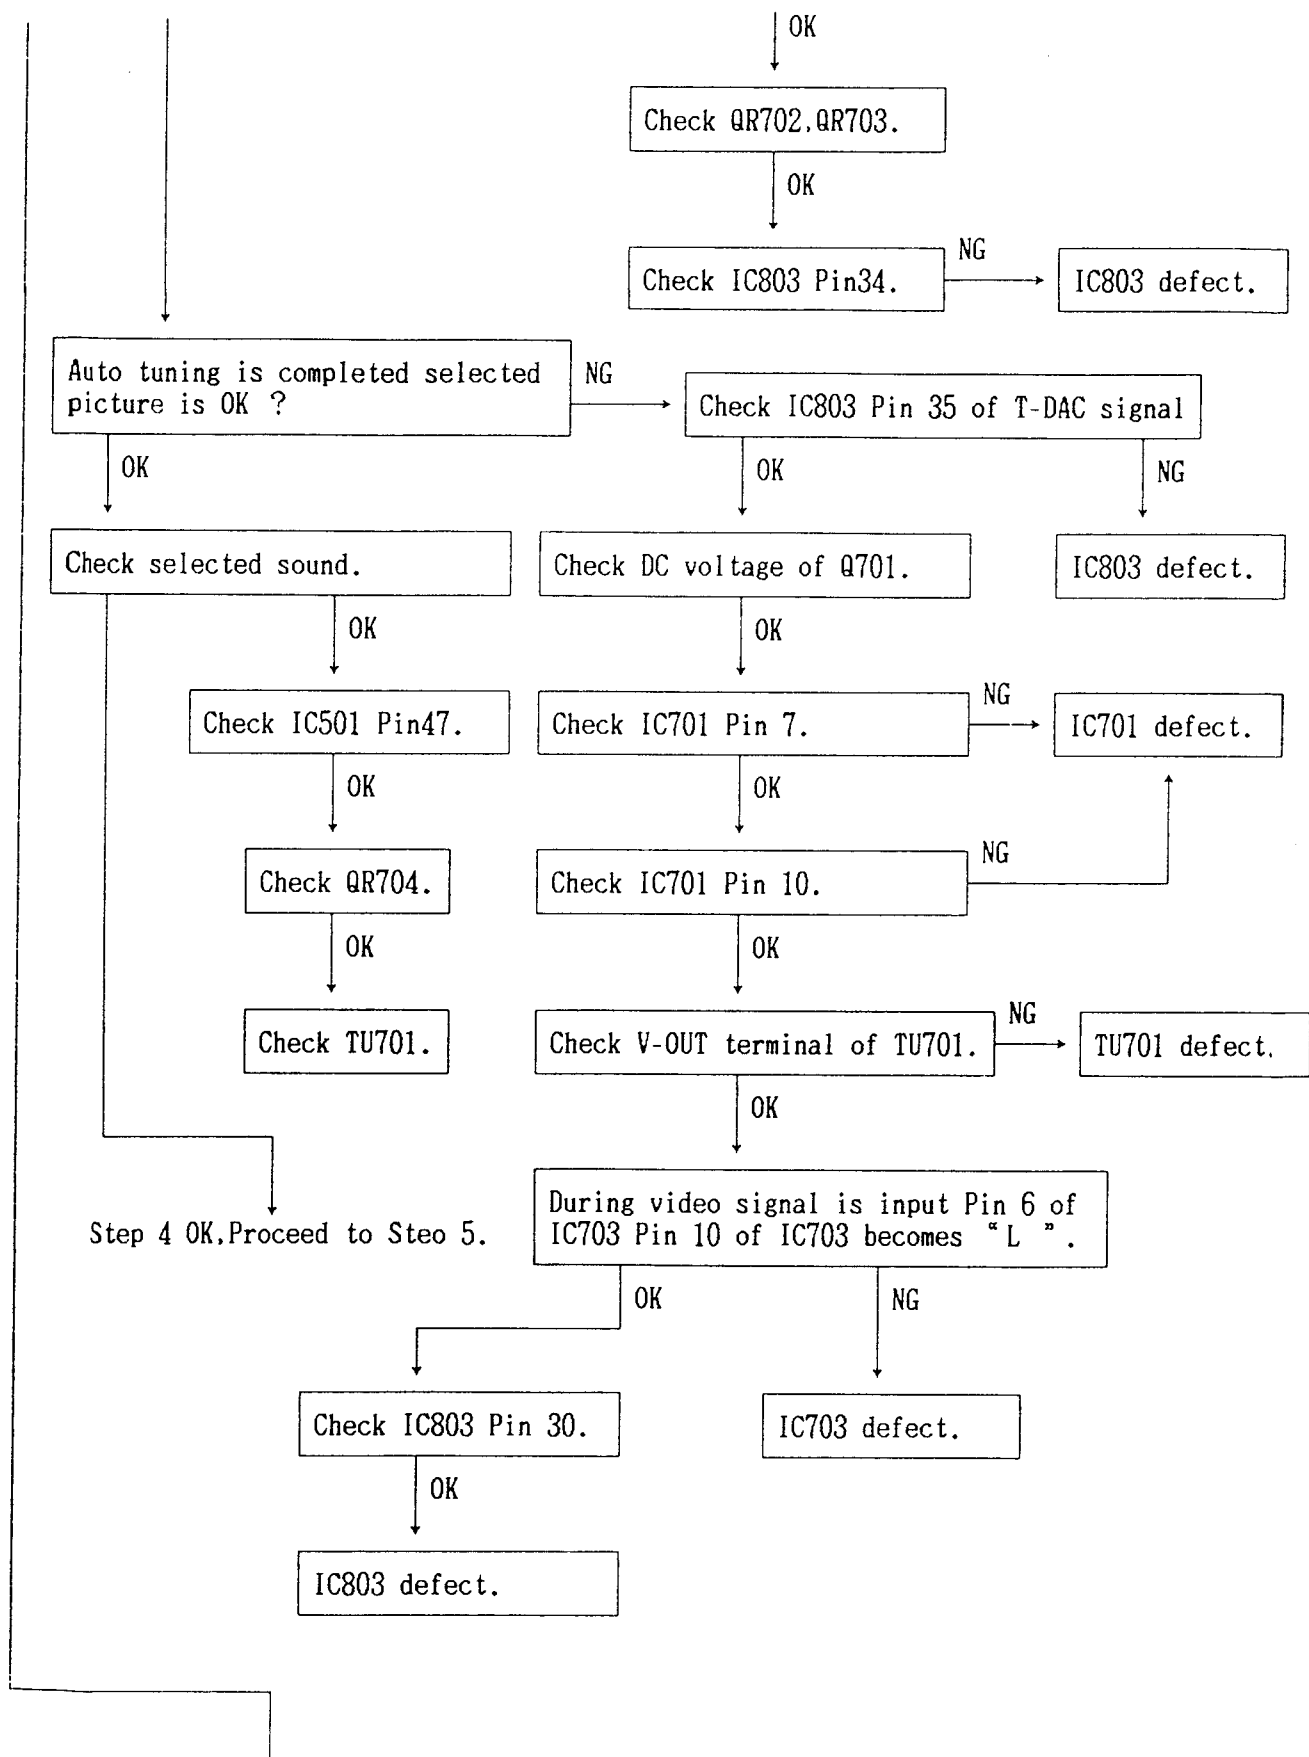 OK
Check QR702,QR703.
OK
Check IC803 Pin34.
NG
IC803 defect.
Auto tuning is completed selected
picture is OK ?
NG
Check IC803 Pin 35 of T-DAC signal
OK
OK
NG
Check selected sound.
Check DC voltage of Q701.
IC803 defect.
OK
OK
Check IC501 Pin47.
Check IC701 Pin 7.
NG
IC701 defect.
OK
OK
Check QR704.
Check IC701 Pin 10.
NG
OK
OK
Check TU701.
Check V-OUT terminal of TU701.
NG
TU701 defect.
OK
During video signal is input Pin 6 of
IC703 Pin 10 of IC703 becomes “L ”.
Step 4 OK,Proceed to Steo 5.
OK
NG
Check IC803 Pin 30.
IC703 defect.
OK
IC803 defect.